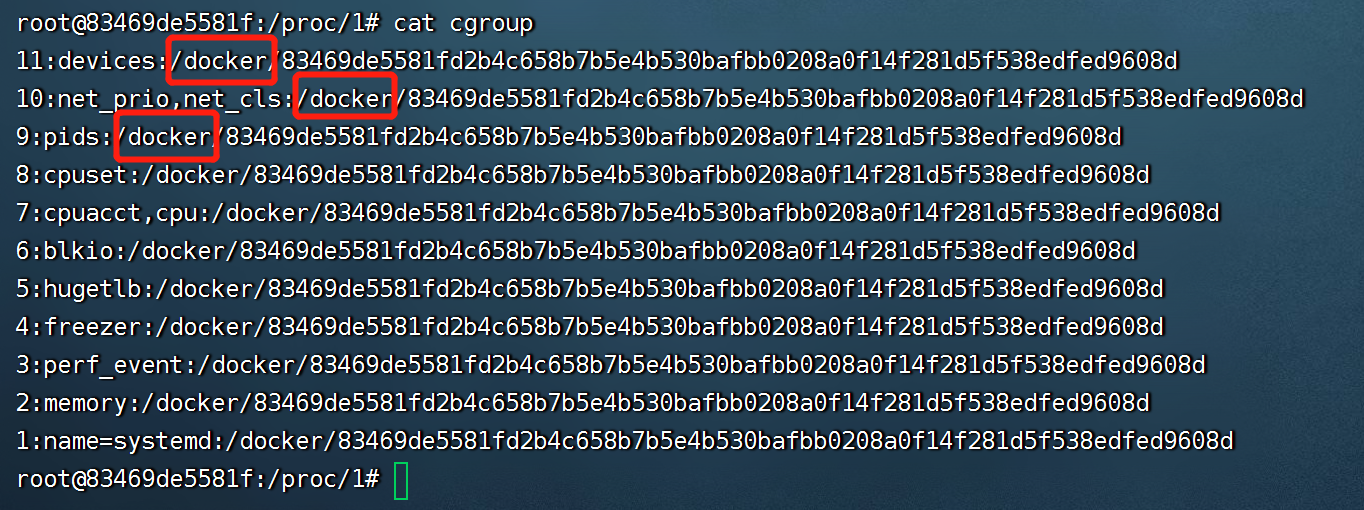 root@83469de5581f:/proc/1# cat cgroup
11:devices:/docker/83469de5581fd2b4c658b7b5e4b530bafbb0208a0f14f281d5f538edfed9608d
10:net_prio,net_cls:/docker/83469de5581fd2b4c658b7b5e4b530bafbb0208a0f14f281d5f538edfed9608d
9:pids:/docker/83469de5581fd2b4c658b7b5e4b530bafbb0208a0f14f281d5f538edfed9608d
8:cpuset:/docker/83469de5581fd2b4c658b7b5e4b530bafbb0208a0f14f281d5f538edfed9608d
7:cpuacct,cpu:/docker/83469de5581fd2b4c658b7b5e4b530bafbb0208a0f14f281d5f538edfed9608d
6:blkio:/docker/83469de5581fd2b4c658b7b5e4b530bafbb0208a0f14f281d5f538edfed9608d
5:hugetlb:/docker/83469de5581fd2b4c658b7b5e4b530bafbb0208a0f14f281d5f538edfed9608d
4:freezer:/docker/83469de5581fd2b4c658b7b5e4b530bafbb0208a0f14f281d5f538edfed9608d
3:perf_event:/docker/83469de5581fd2b4c658b7b5e4b530bafbb0208a0f14f281d5f538edfed9608d
2:memory:/docker/83469de5581fd2b4c658b7b5e4b530bafbb0208a0f14f281d5f538edfed9608d
1:name=systemd:/docker/83469de5581fd2b4c658b7b5e4b530bafbb0208a0f14f281d5f538edfed9608d
root@83469de5581f:/proc/1#